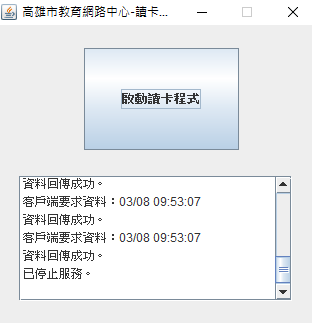 高雄市教育網路中心-讀卡...
啟動讀卡程式
資料回傳成功。
客戶端要求資料：03/08 09:53:07
資料回傳成功。
客戶端要求資料：03/08 09:53:07
資料回傳成功。
已停止服務。